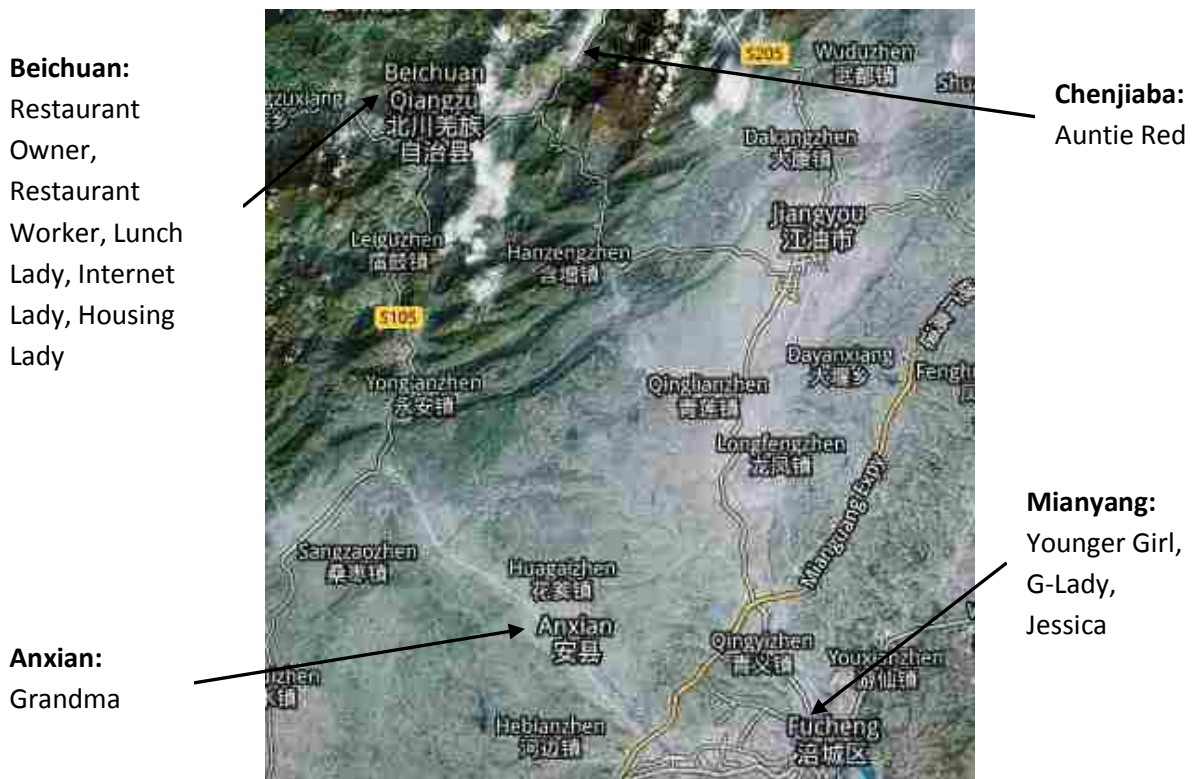 Beichuan:
Restaurant
Owner,
Restaurant
Worker, Lunch
Lady, Internet
Lady, Housing
Lady
Anxian:
Grandma
Chenjiaba:
Auntie Red
Mianyang:
Younger Girl,
G-Lady,
Jessica
S205
Wuduzhen
武都镇
Beichuan
Qiangzu
北川羌族
自治县
Dakangzhen
大康镇
Jiangyou
江油市
Leiguzhen
擂鼓镇
Hanzengzhen
含增镇
S105
Yong'anzhen
永安镇
Dayanxiang
Qinglianzhen
青莲镇
Longfengzhen
龙凤镇
Mianguang Expy
Sangzaozhen
桑枣镇
Huagaizhen
花荄镇
Anxian
安县
Qingyizhen
青义镇
Youxianzhen
游仙镇
Hebianzhen
河边镇
Fucheng
涪城区